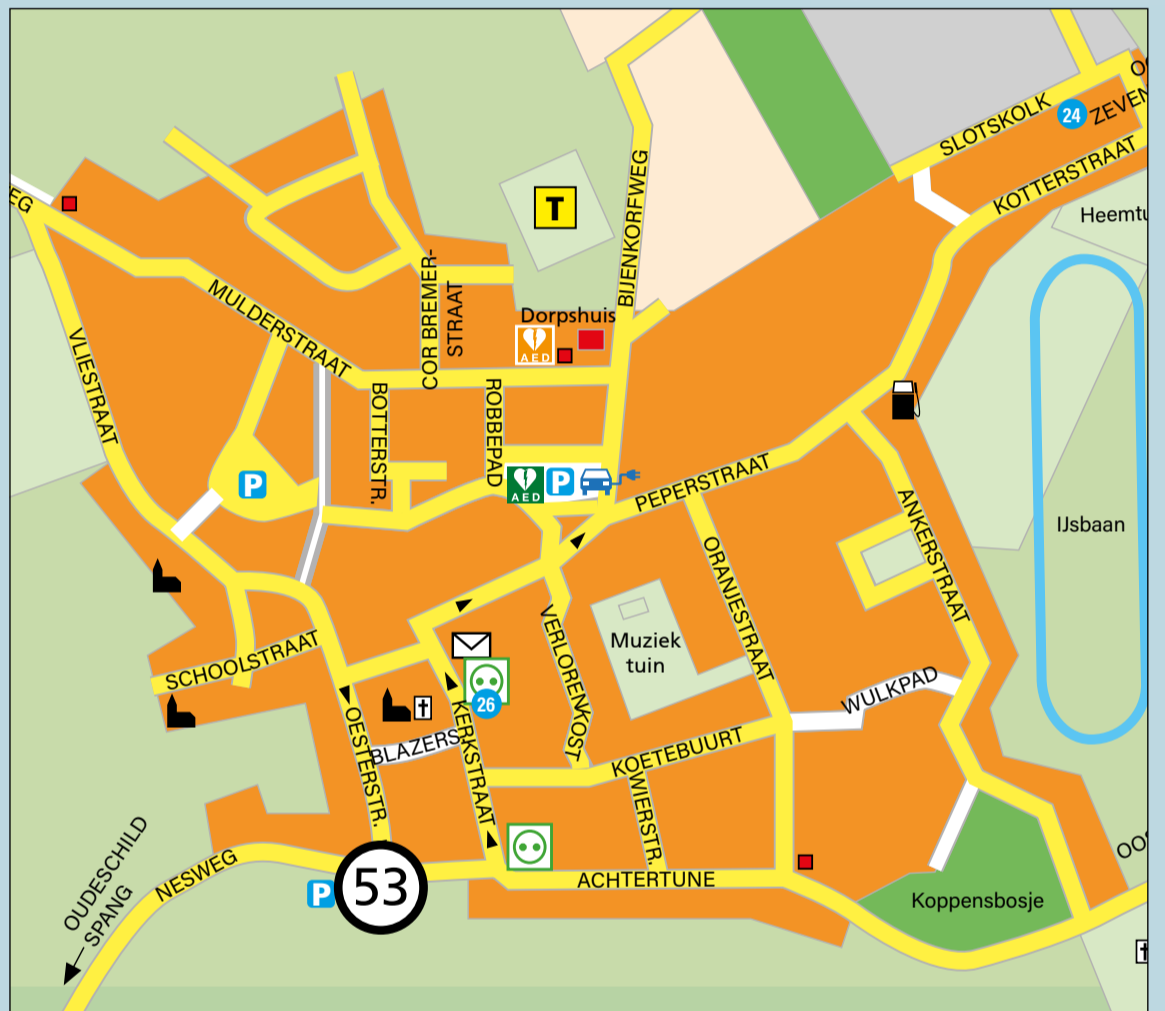 SLOTSKOLK
24
ZEVEN
KOTTERSTRAAT
Heemtu
EG
T
BIJENKORFWEG
COR BREMER-
STRAAT
MULDERSTRAAT
Dorpshuis
AED
VLIESTRAAT
BOTTERSTR.
ROBBEPAD
P
AED
P
PEPERSTRAAT
ANKERSTRAAT
IJsbaan
ORANJESTRAAT
VERLORENKOST
Muziek
tuin
SCHOOLSTRAAT
26
WULKPAD
OESTERSTR.
BLAZERS
KERKSTRAAT
KOETEBUURT
WIERSTR.
OUDESCHILD
SPANG
NESWEG
P
53
ACHTERTUNE
Koppensbosje